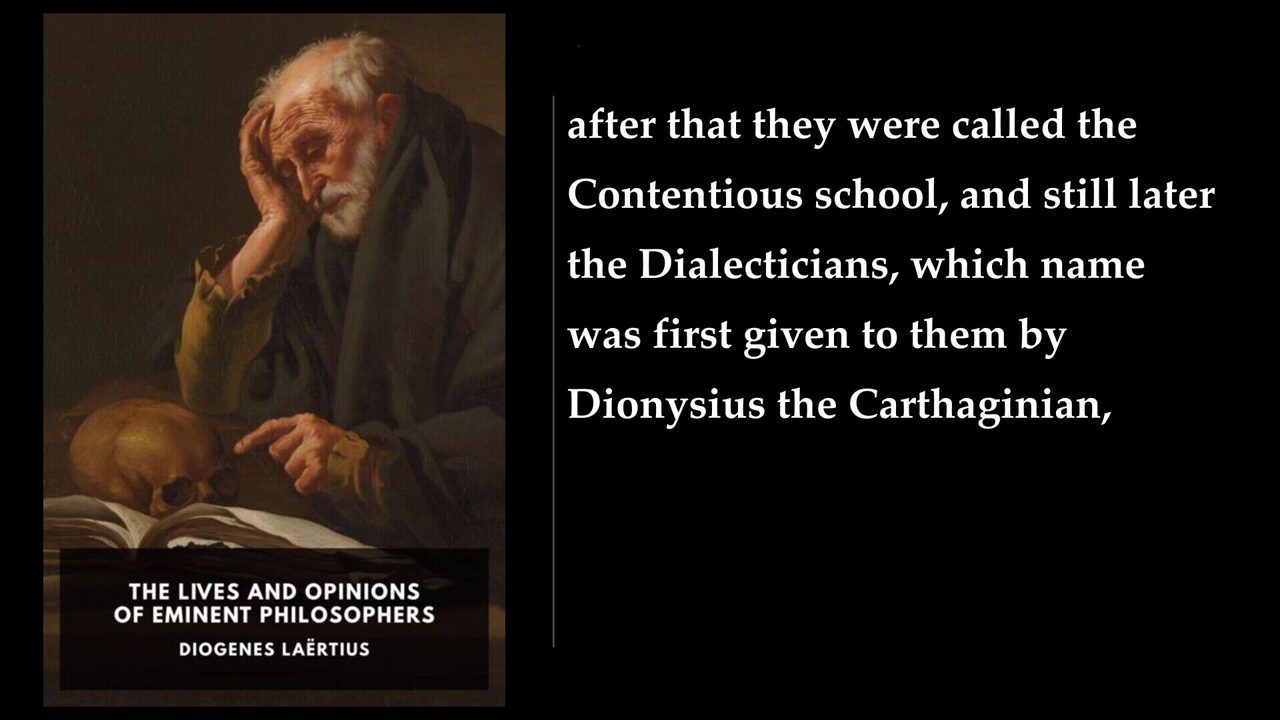 THE LIVES AND OPINIONS
OF EMINENT PHILOSOPHERS
DIOGENES LAËRTIUS
after that they were called the
Contentious school, and still later
the Dialecticians, which name
was first given to them by
Dionysius the Carthaginian,